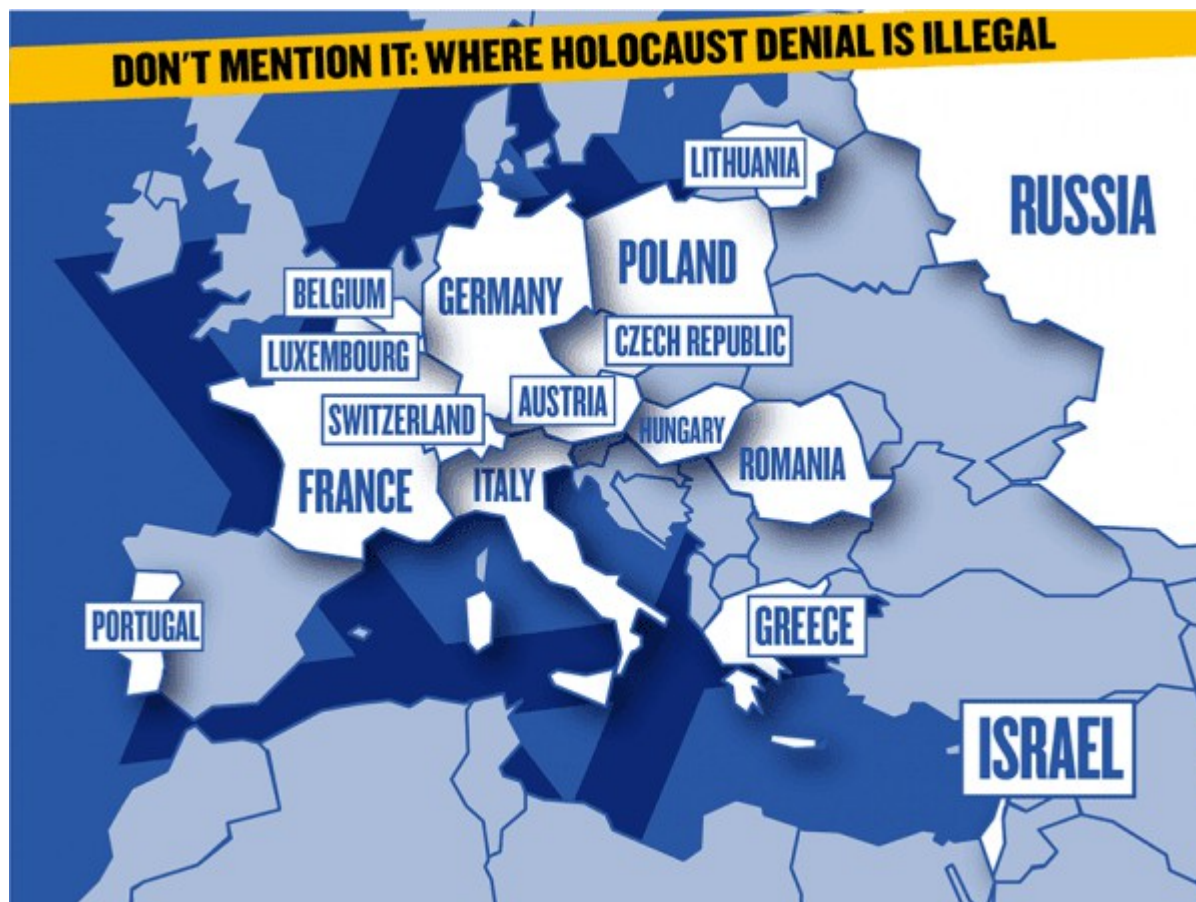 DON'T MENTION IT: WHERE HOLOCAUST DENIAL IS ILLEGAL
LITHUANIA
RUSSIA
POLAND
BELGIUM
GERMANY
LUXEMBOURG
CZECH REPUBLIC
SWITZERLAND
AUSTRIA
HUNGARY
FRANCE
ITALY
ROMANIA
PORTUGAL
GREECE
ISRAEL